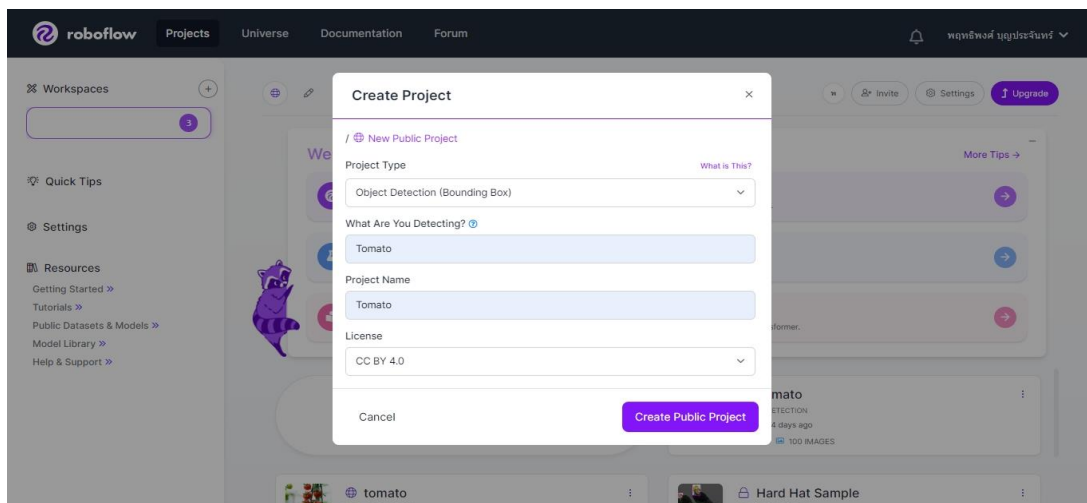 roboflow Projects Universe Documentation Forum พฤทธิพงศ์ บุญประจันทร์
Workspaces
3
Quick Tips
Settings
Resources
Getting Started »
Tutorials »
Public Datasets & Models »
Model Library »
Help & Support »
Invite Settings Upgrade
We
More Tips →
Create Project ×
/ New Public Project
Project Type What is This?
Object Detection (Bounding Box)
What Are You Detecting?
Tomato
Project Name
Tomato
License
CC BY 4.0
Cancel Create Public Project
sformer.
mato
ETECTION
4 days ago
100 IMAGES
tomato
Hard Hat Sample